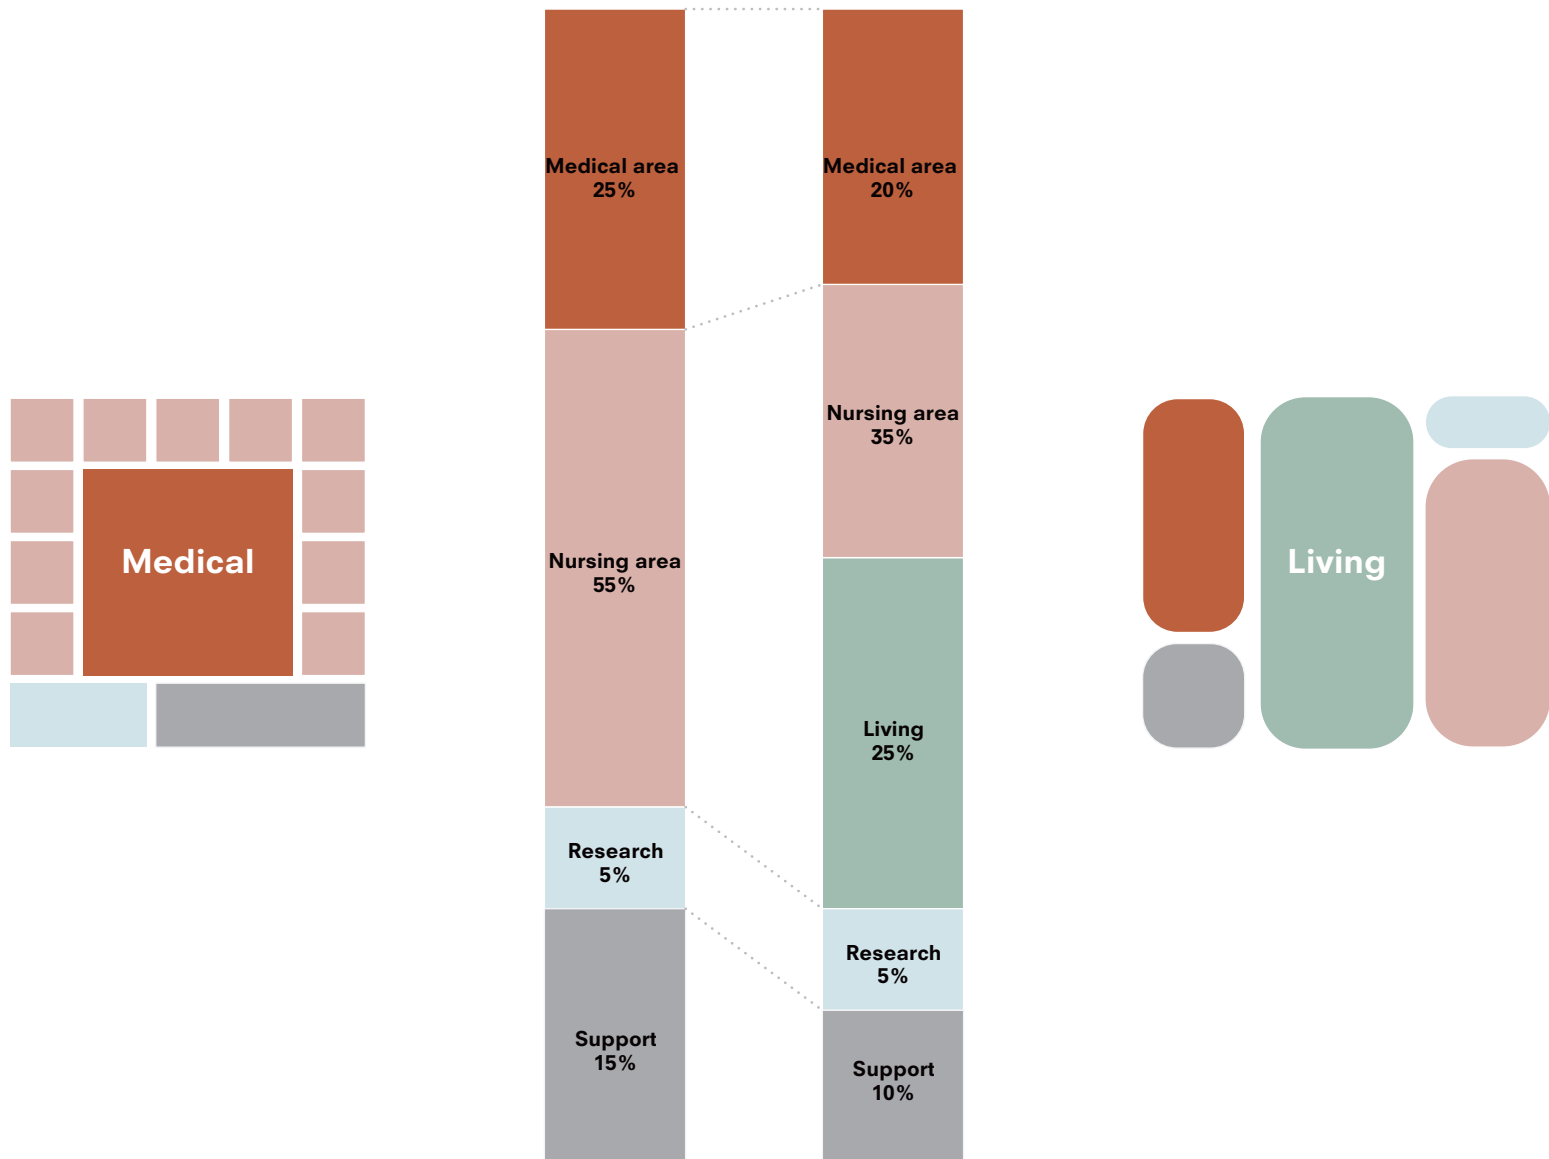 Medical
Medical area
25%
Nursing area
55%
Research
5%
Support
15%
Medical area
20%
Nursing area
35%
Living
25%
Research
5%
Support
10%
Living